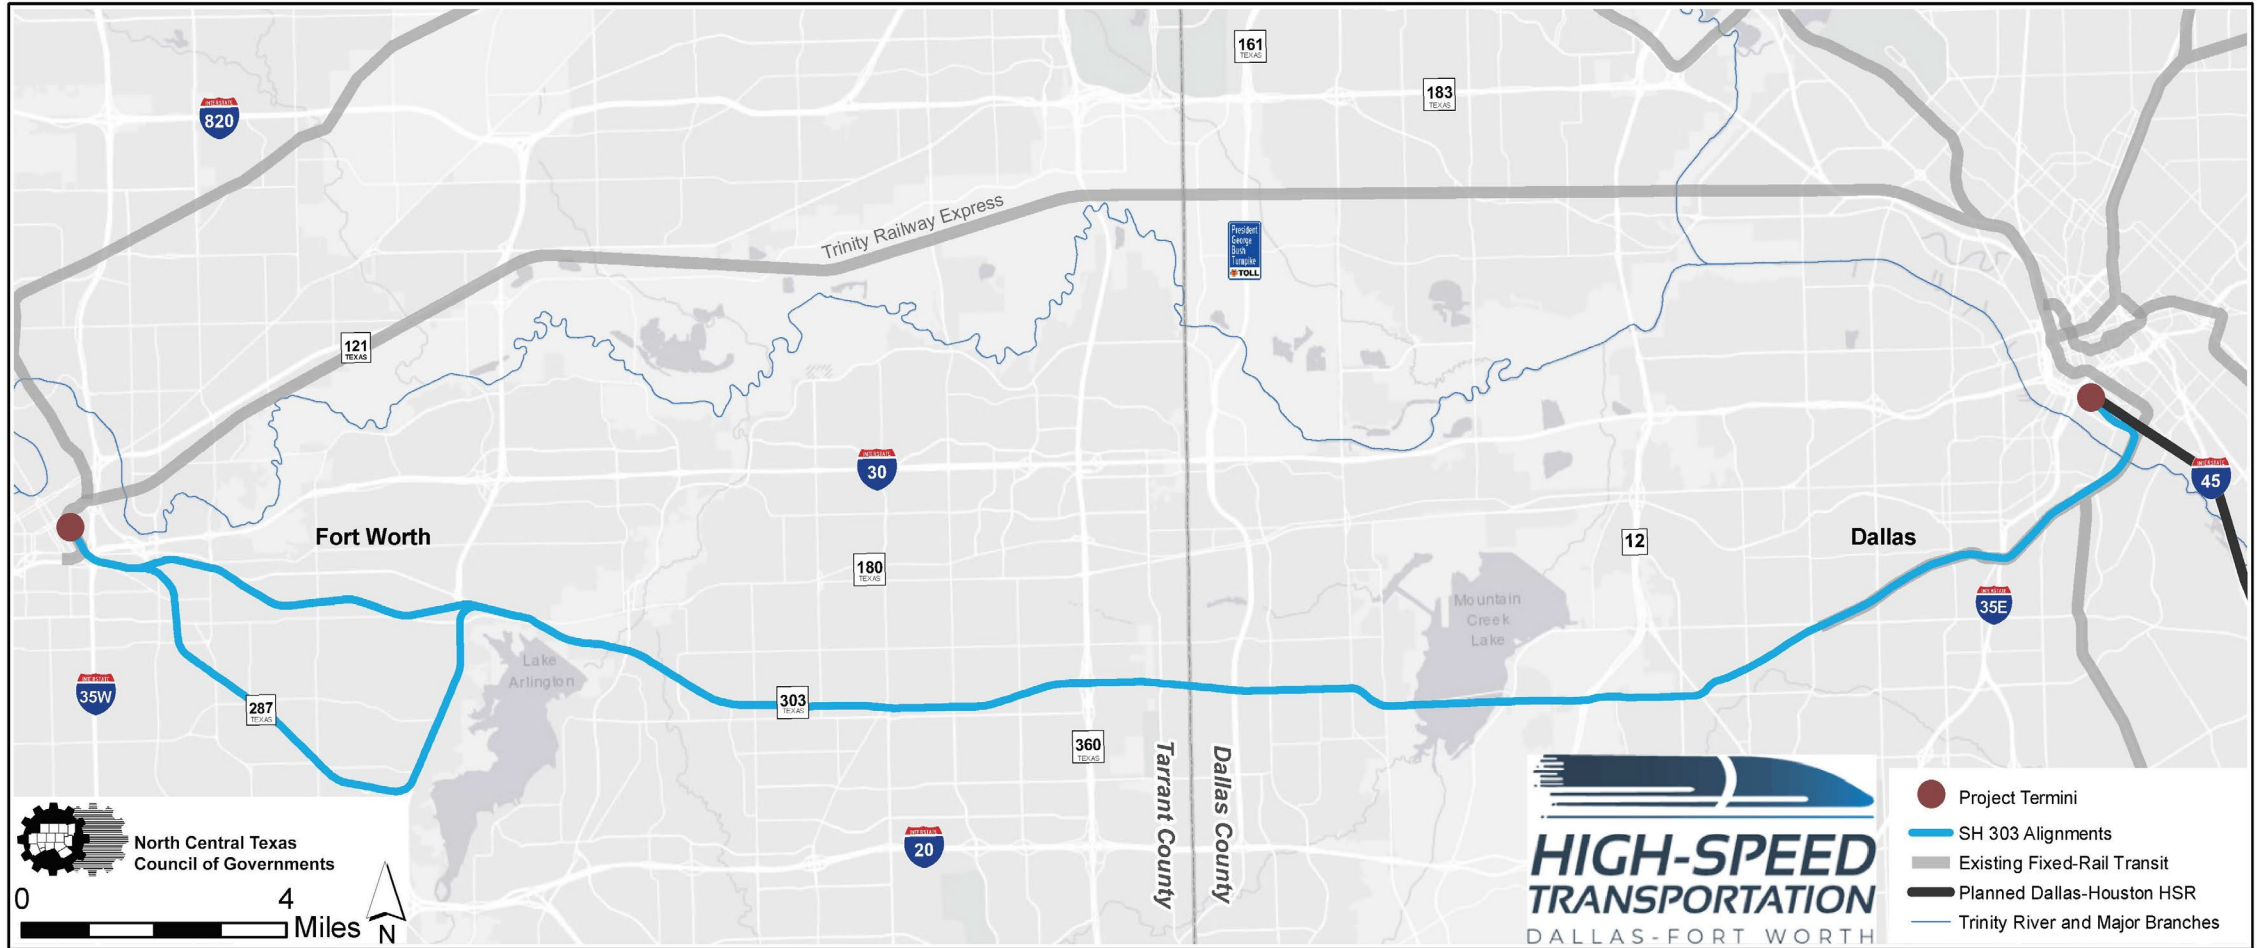 161
TEXAS
183
TEXAS
INTERSTATE
820
Trinity Railway Express
President
George
Bush
Turnpike
TOLL
121
TEXAS
INTERSTATE
30
INTERSTATE
45
Fort Worth
Dallas
12
180
TEXAS
Mountain
Creek
Lake
INTERSTATE
35E
Lake
Arlington
INTERSTATE
35W
287
TEXAS
303
TEXAS
360
TEXAS
Tarrant County
Dallas County
INTERSTATE
20
North Central Texas
Council of Governments
0 4
Miles
N
HIGH-SPEED
TRANSPORTATION
DALLAS-FORT WORTH
Project Termini
SH 303 Alignments
Existing Fixed-Rail Transit
Planned Dallas-Houston HSR
Trinity River and Major Branches